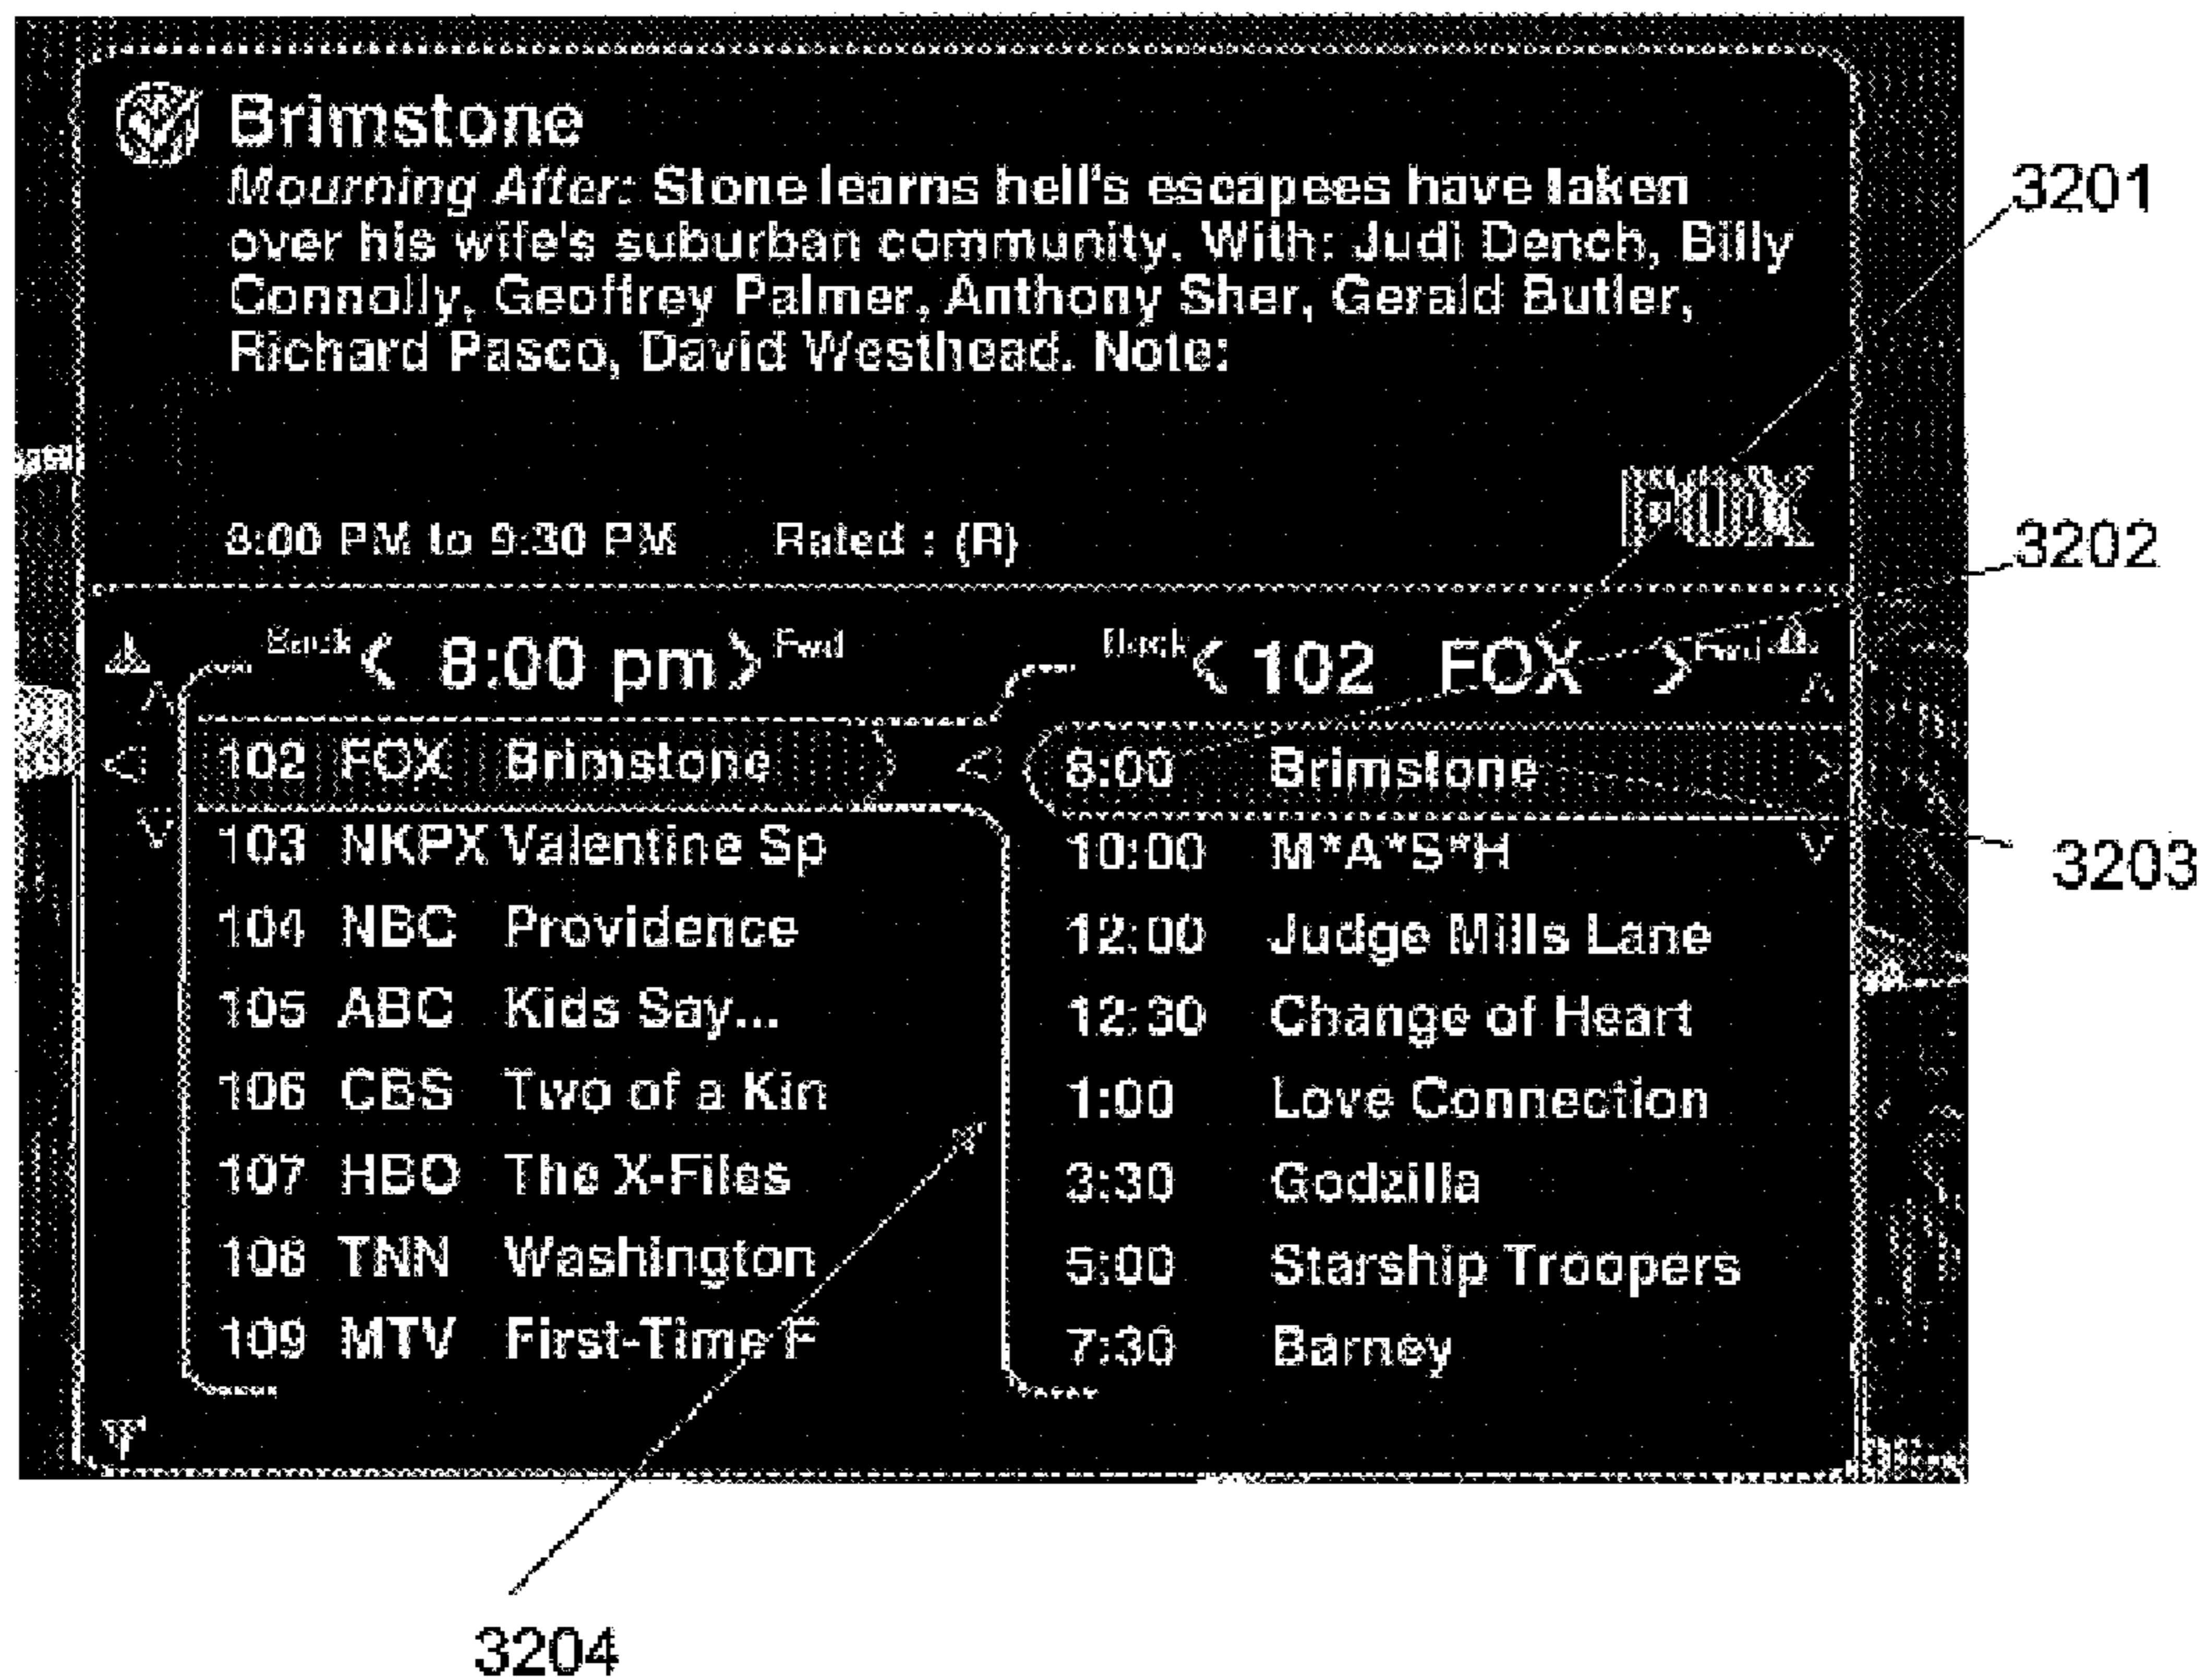 Brimstone
Mourning After: Stone learns hell's escapees have taken
over his wife's suburban community. With: Judi Dench, Billy
Connolly, Geoffrey Palmer, Anthony Sher, Gerald Butler,
Richard Pasco, David Westhead. Note:
FOX
8:00 PM to 9:30 PM Rated : (R)
Back < 8:00 pm > Fwd
102 FOX Brimstone
103 NKPX Valentine Sp
104 NBC Providence
105 ABC Kids Say...
106 CBS Two of a Kin
107 HBO The X-Files
108 TNN Washington
109 MTV First-Time F
Back < 102 FOX > Fwd
8:00 Brimstone
10:00 M*A*S*H
12:00 Judge Mills Lane
12:30 Change of Heart
1:00 Love Connection
3:30 Godzilla
5:00 Starship Troopers
7:30 Barney
3201
3202
3203
3204